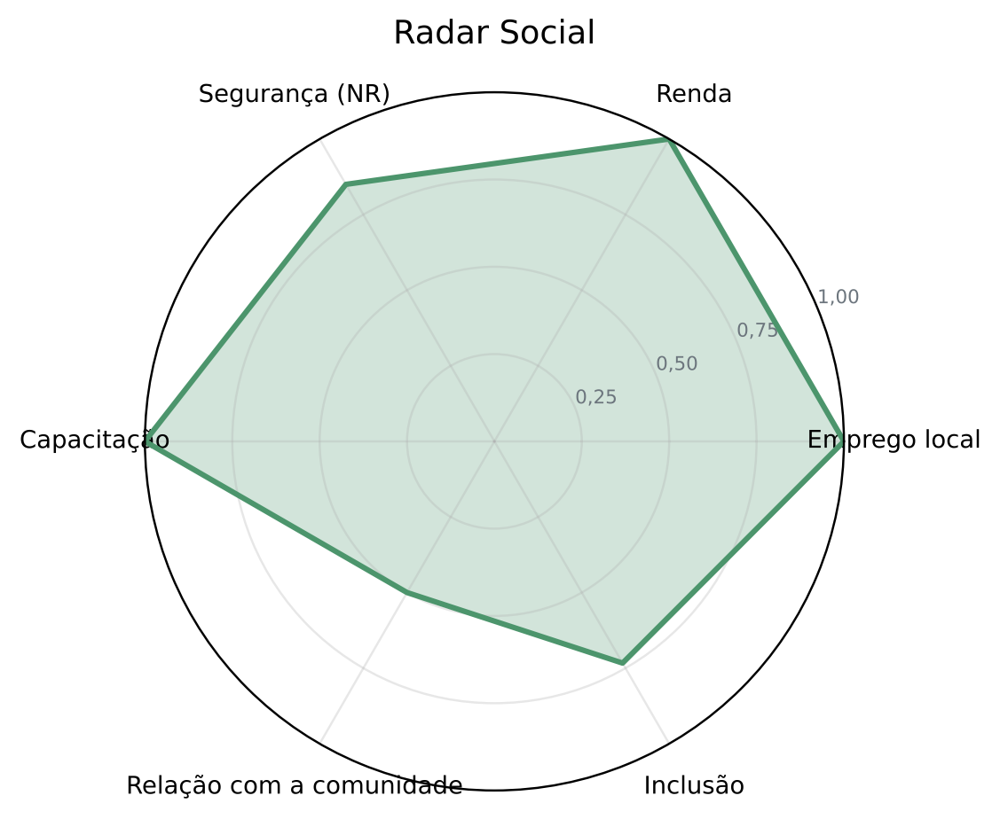 Radar Social
Segurança (NR)
Renda
1,00
0,75
0,50
0,25
Capacitação
Emprego local
Relação com a comunidade
Inclusão